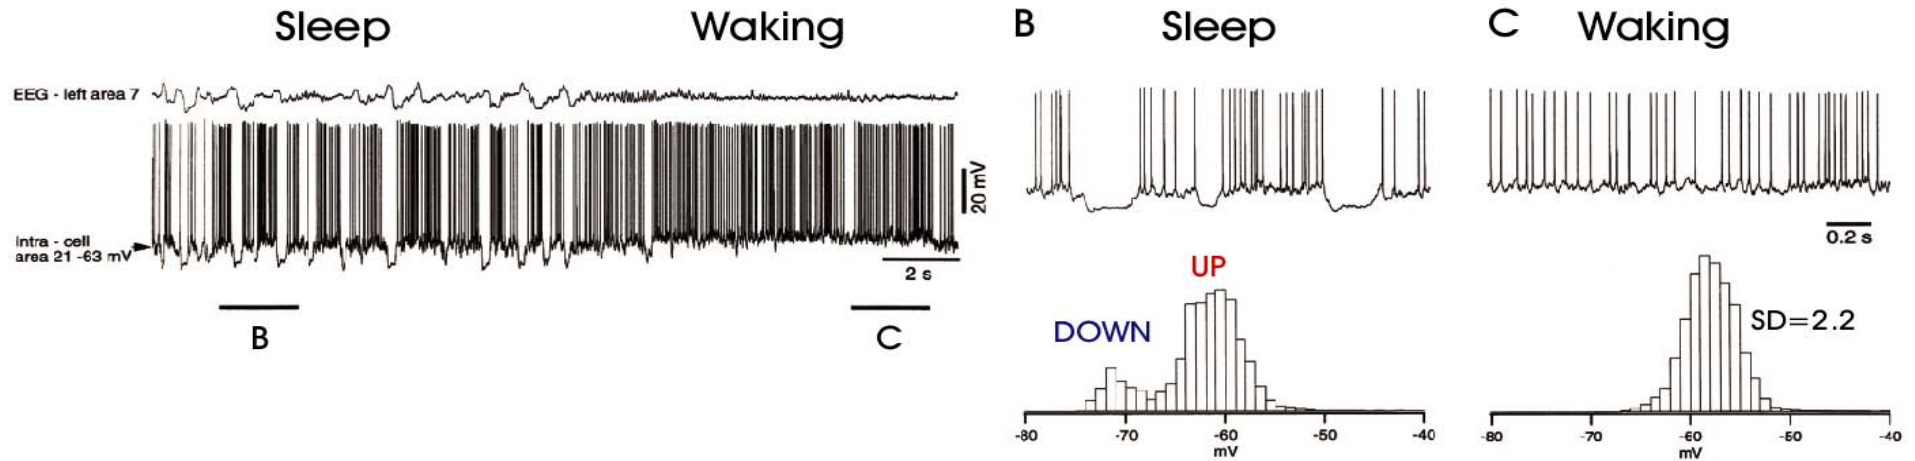 Sleep
Waking
EEG - left area 7
20 mV
Intra - cell
area 21 -63 mV
2 s
B
C
B
Sleep
UP
DOWN
-80
-70
-60
-50
-40
mV
C
Waking
0.2 s
SD=2.2
-80
-70
-60
-50
-40
mV